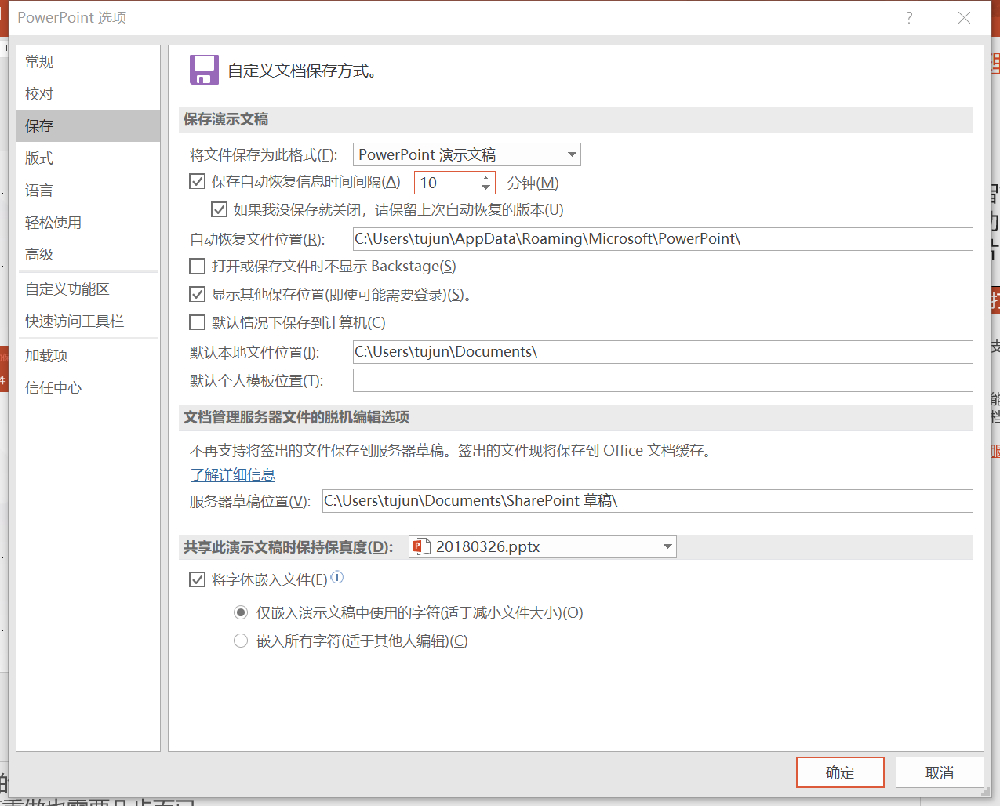 PowerPoint 选项
常规
校对
保存
版式
语言
轻松使用
高级
自定义功能区
快速访问工具栏
加载项
信任中心
自定义文档保存方式。
保存演示文稿
将文件保存为此格式(F): PowerPoint 演示文稿
保存自动恢复信息时间间隔(A) 10 分钟(M)
如果我没保存就关闭，请保留上次自动恢复的版本(U)
自动恢复文件位置(R): C:\Users\tujun\AppData\Roaming\Microsoft\PowerPoint\
打开或保存文件时不显示 Backstage(S)
显示其他保存位置(即使可能需要登录)(S)。
默认情况下保存到计算机(C)
默认本地文件位置(I): C:\Users\tujun\Documents\
默认个人模板位置(T):
文档管理服务器文件的脱机编辑选项
不再支持将签出的文件保存到服务器草稿。签出的文件现将保存到 Office 文档缓存。
了解详细信息
服务器草稿位置(V): C:\Users\tujun\Documents\SharePoint 草稿\
共享此演示文稿时保持保真度(D): 20180326.pptx
将字体嵌入文件(E)
仅嵌入演示文稿中使用的字符(适于减小文件大小)(O)
嵌入所有字符(适于其他人编辑)(C)
确定
取消